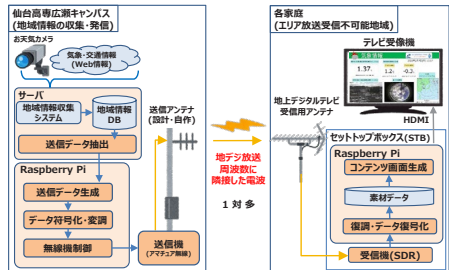 仙台高専広瀬キャンパス
(地域情報の収集・発信)
お天気カメラ
気象・交通情報
(Web情報)
サーバ
地域情報収集
システム
地域情報
DB
送信データ抽出
Raspberry Pi
送信データ生成
データ符号化・変調
無線機制御
送信アンテナ
(設計・自作)
送信機
(アマチュア無線)
地デジ放送
周波数に
隣接した電波
1 対 多
各家庭
(エリア放送受信不可能地域)
テレビ受像機
地上デジタルテレビ
受信用アンテナ
HDMI
セットトップボックス(STB)
Raspberry Pi
コンテンツ画面生成
素材データ
復調・データ復号化
受信機(SDR)